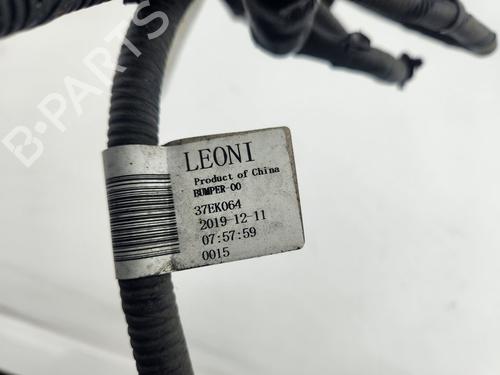 B-PARTS
LEONI
Product of China
BUMPER-00
37EK064
2019-12-11
07:57:59
0015